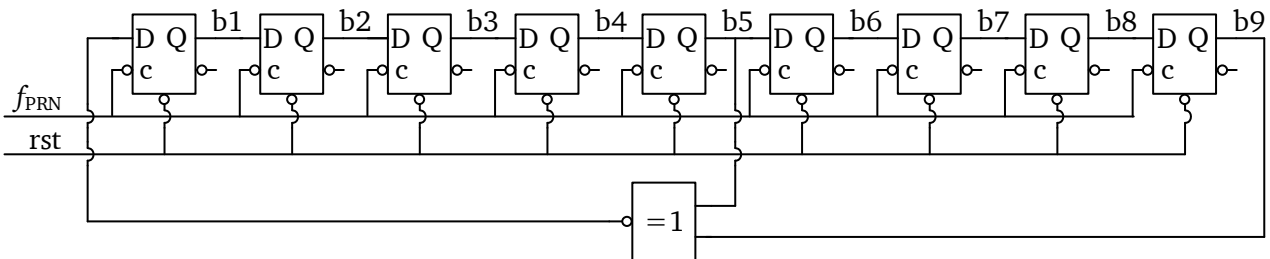 b1 b2 b3 b4 b5 b6 b7 b8 b9
D Q D Q D Q D Q D Q D Q D Q D Q D Q
c c c c c c c c c
fPRN
rst
=1